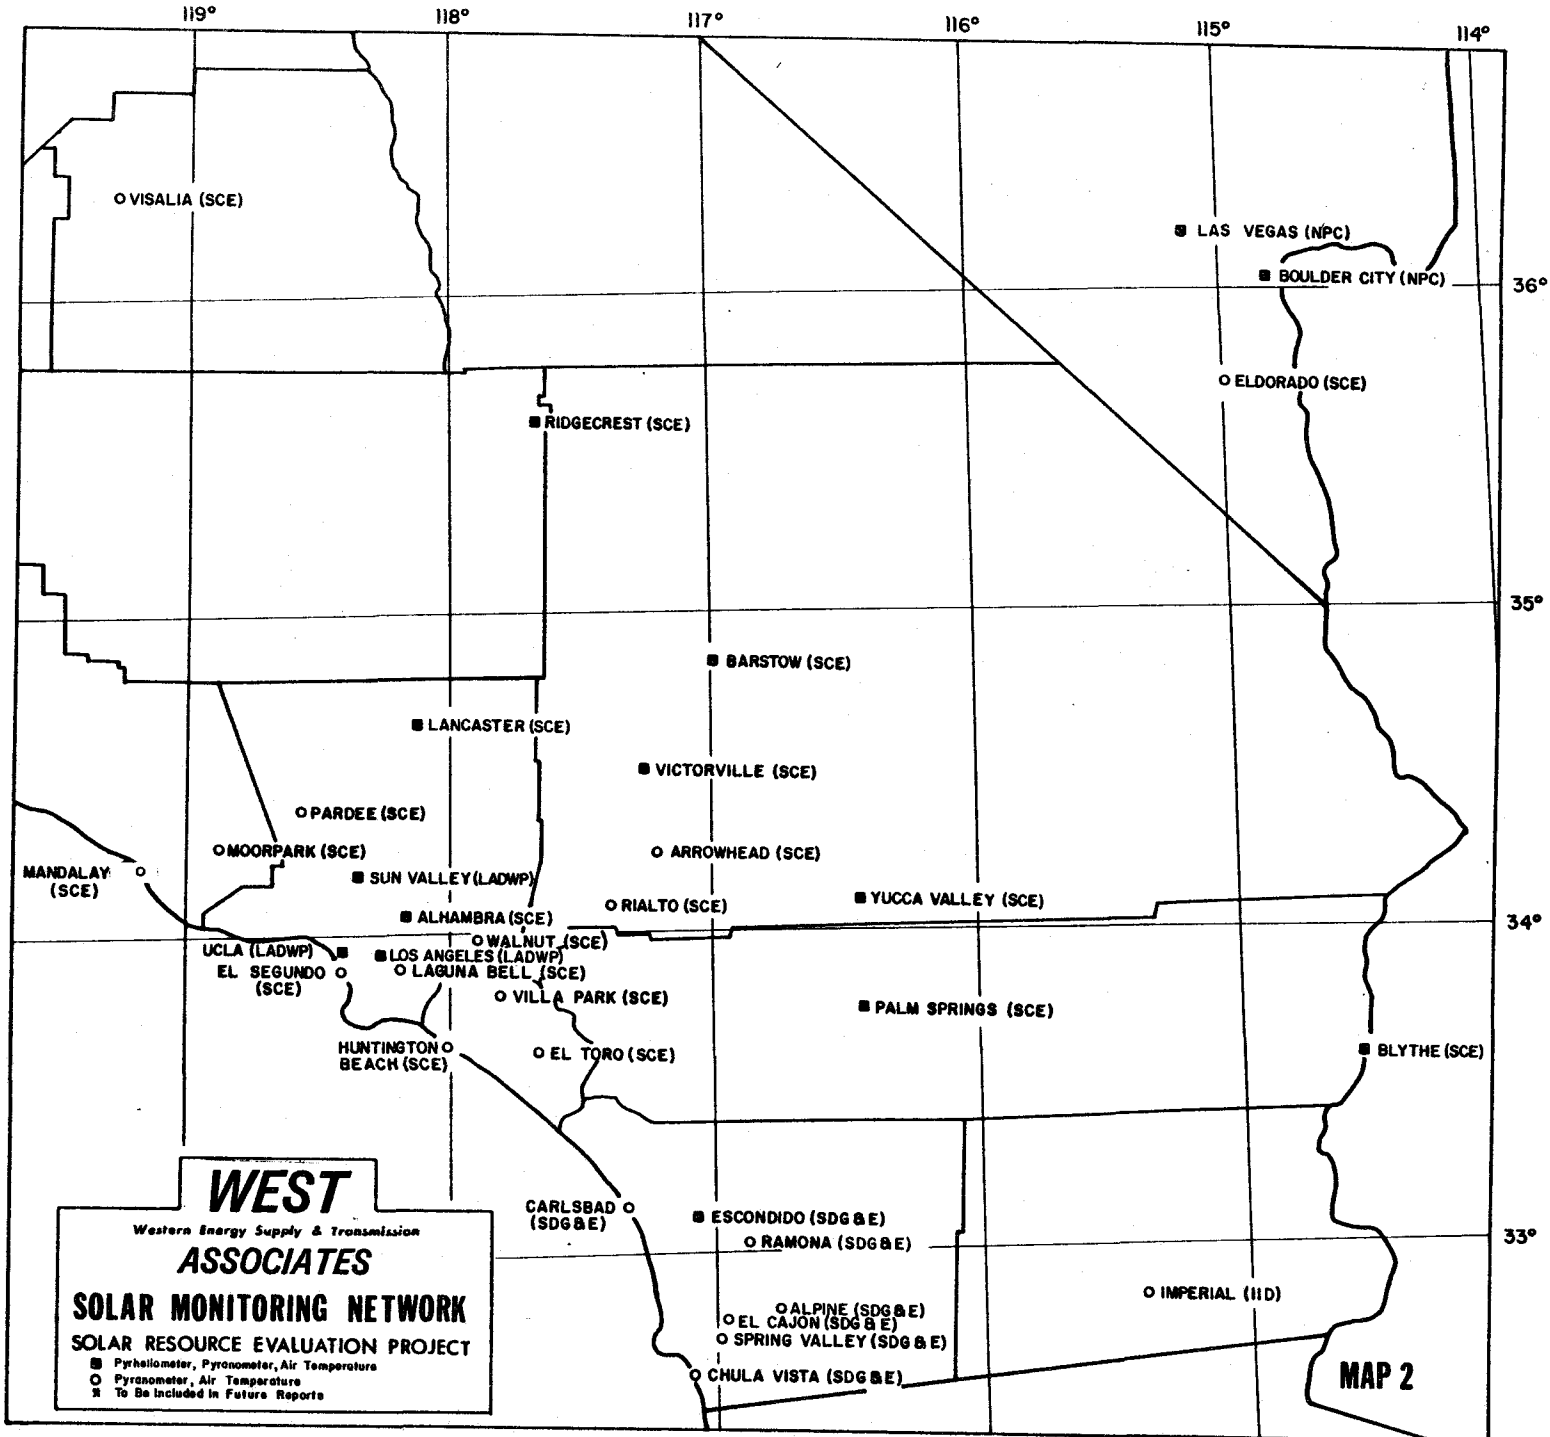 119° 118° 117° 116° 115° 114°
VISALIA (SCE)
LAS VEGAS (NPC)
BOULDER CITY (NPC)
36°
ELDORADO (SCE)
RIDGECREST (SCE)
35°
BARSTOW (SCE)
LANCASTER (SCE)
VICTORVILLE (SCE)
PARDEE (SCE)
MOORPARK (SCE)
ARROWHEAD (SCE)
MANDALAY
(SCE)
SUN VALLEY (LADWP)
YUCCA VALLEY (SCE)
RIALTO (SCE)
ALHAMBRA (SCE)
34°
WALNUT (SCE)
UCLA (LADWP)
LOS ANGELES (LADWP)
EL SEGUNDO
(SCE)
LAGUNA BELL (SCE)
VILLA PARK (SCE)
PALM SPRINGS (SCE)
HUNTINGTON
BEACH (SCE)
EL TORO (SCE)
BLYTHE (SCE)
CARLSBAD
(SDG&E)
ESCONDIDO (SDG&E)
RAMONA (SDG&E)
33°
IMPERIAL (IID)
ALPINE (SDG&E)
EL CAJON (SDG&E)
SPRING VALLEY (SDG&E)
CHULA VISTA (SDG&E)
WEST
Western Energy Supply & Transmission
ASSOCIATES
SOLAR MONITORING NETWORK
SOLAR RESOURCE EVALUATION PROJECT
Pyrheliometer, Pyranometer, Air Temperature
Pyranometer, Air Temperature
To Be Included In Future Reports
MAP 2